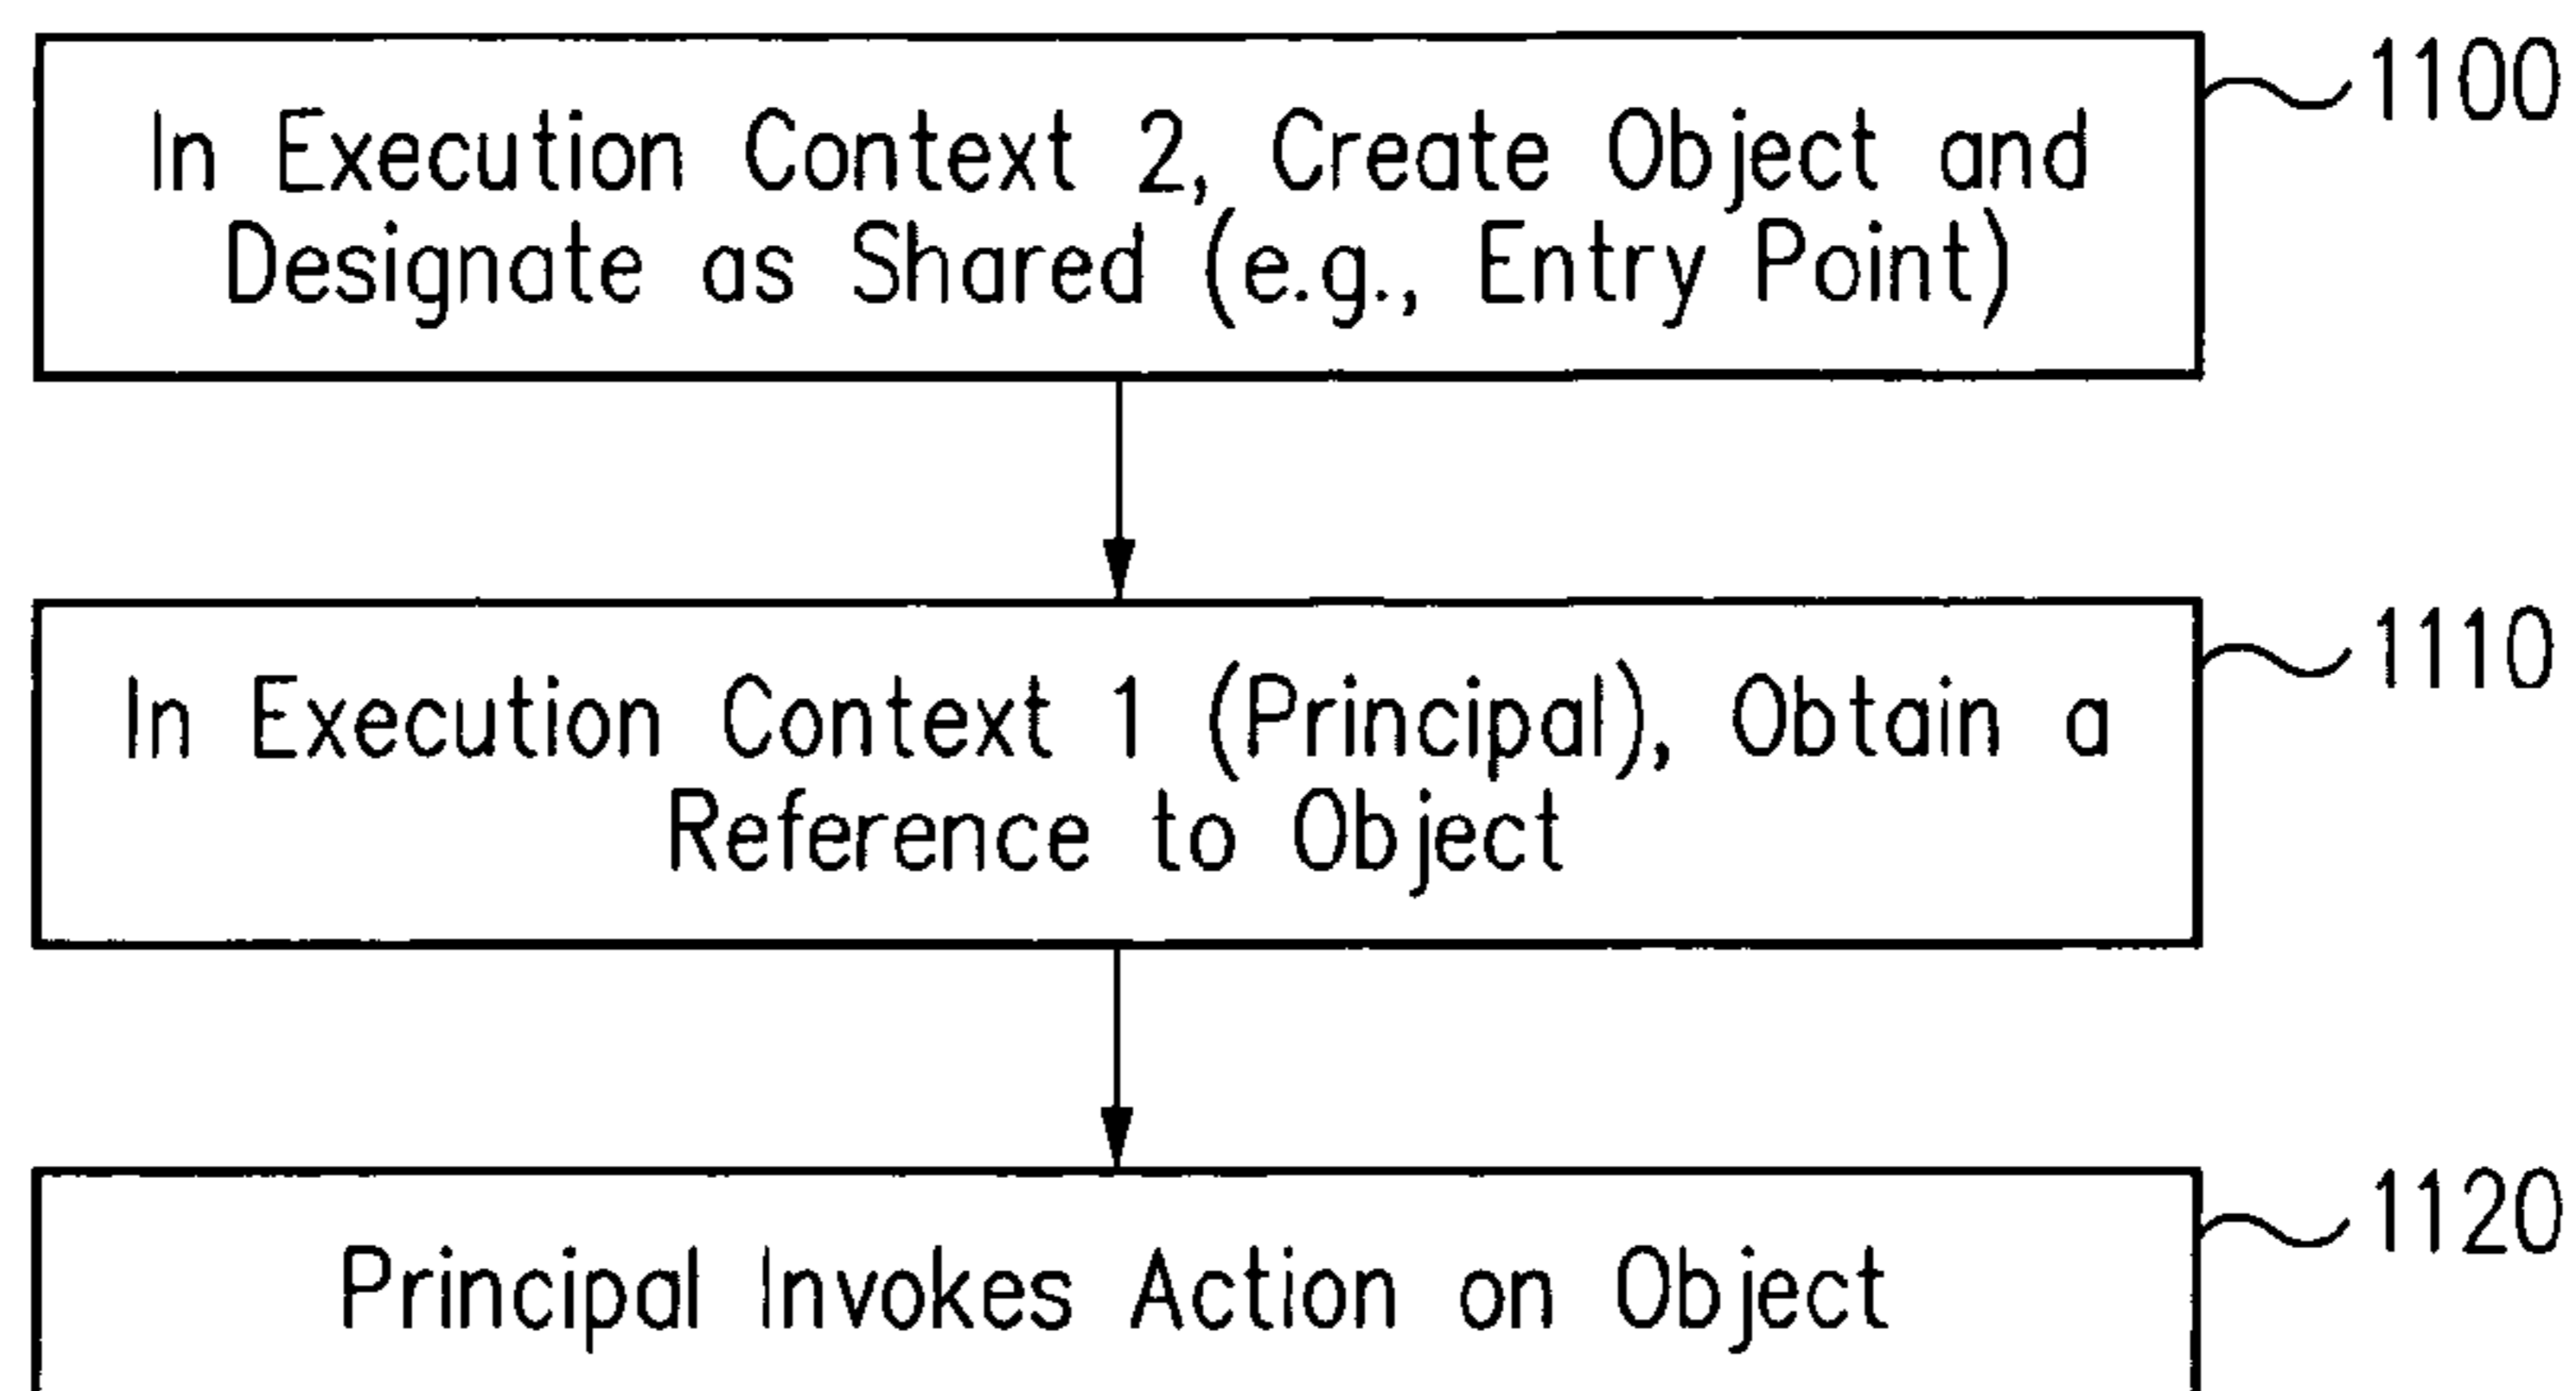 In Execution Context 2, Create Object and
Designate as Shared (e.g., Entry Point)
1100
In Execution Context 1 (Principal), Obtain a
Reference to Object
1110
Principal Invokes Action on Object
1120